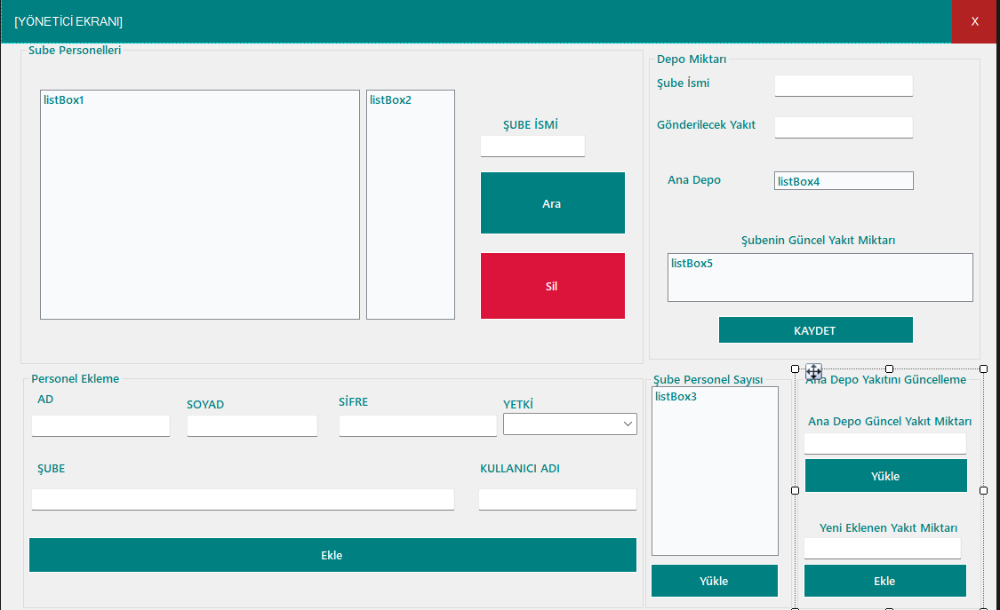 [YÖNETİCİ EKRANI]
X
Sube Personelleri
listBox1
listBox2
ŞUBE İSMİ
Ara
Sil
Depo Miktarı
Şube İsmi
Gönderilecek Yakıt
Ana Depo
listBox4
Şubenin Güncel Yakıt Miktarı
listBox5
KAYDET
Personel Ekleme
AD
SOYAD
SİFRE
YETKİ
ŞUBE
KULLANICI ADI
Ekle
Şube Personel Sayısı
listBox3
Yükle
Ana Depo Yakıtını Güncelleme
Ana Depo Güncel Yakıt Miktarı
Yükle
Yeni Eklenen Yakıt Miktarı
Ekle